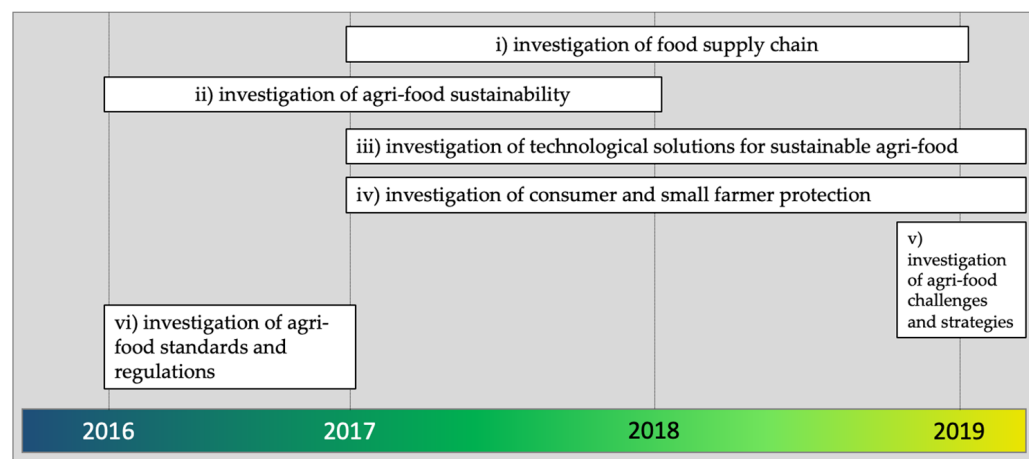 i) investigation of food supply chain
ii) investigation of agri-food sustainability
iii) investigation of technological solutions for sustainable agri-food
iv) investigation of consumer and small farmer protection
v)
investigation
of agri-food
challenges
and strategies
vi) investigation of agri-
food standards and
regulations
2016 2017 2018 2019